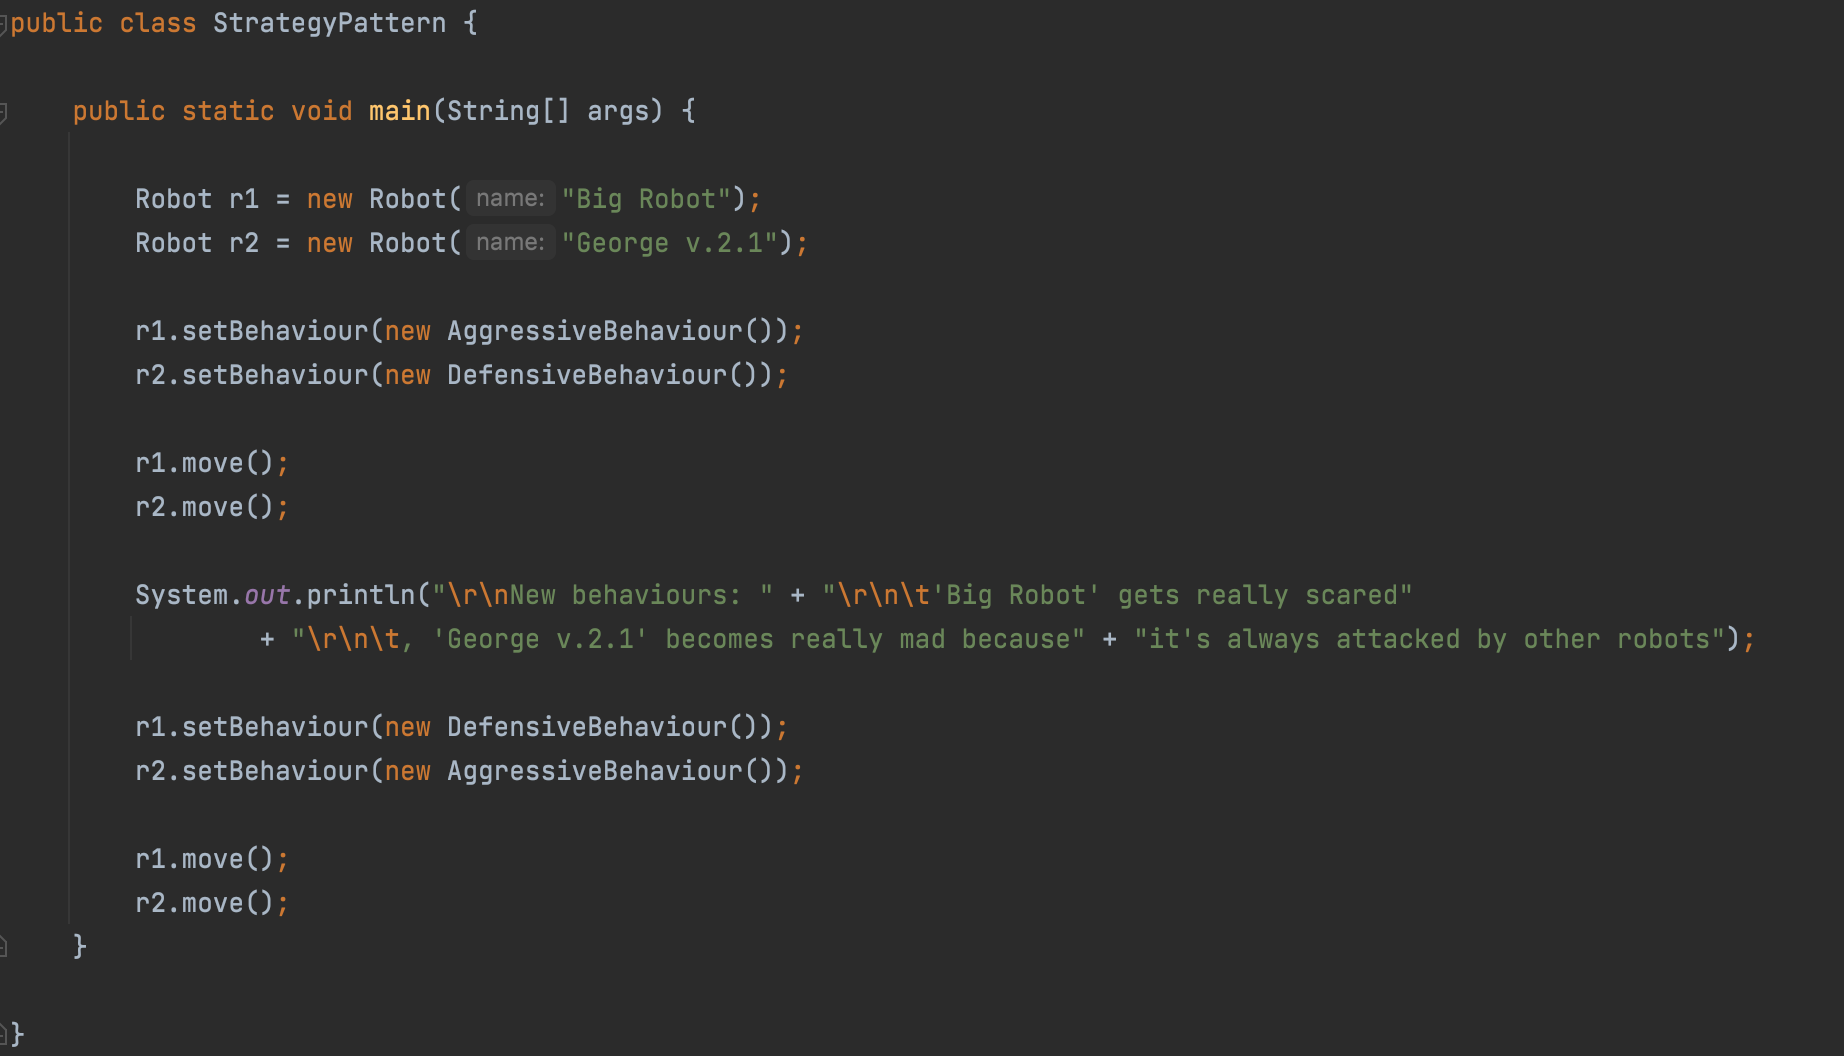 public class StrategyPattern {
public static void main(String[] args) {
Robot r1 = new Robot( name: "Big Robot");
Robot r2 = new Robot( name: "George v.2.1");
r1.setBehaviour(new AggressiveBehaviour());
r2.setBehaviour(new DefensiveBehaviour());
r1.move();
r2.move();
System.out.println("\r\nNew behaviours: " + "\r\n\t'Big Robot' gets really scared"
+ "\r\n\t, 'George v.2.1' becomes really mad because" + "it's always attacked by other robots");
r1.setBehaviour(new DefensiveBehaviour());
r2.setBehaviour(new AggressiveBehaviour());
r1.move();
r2.move();
}
}